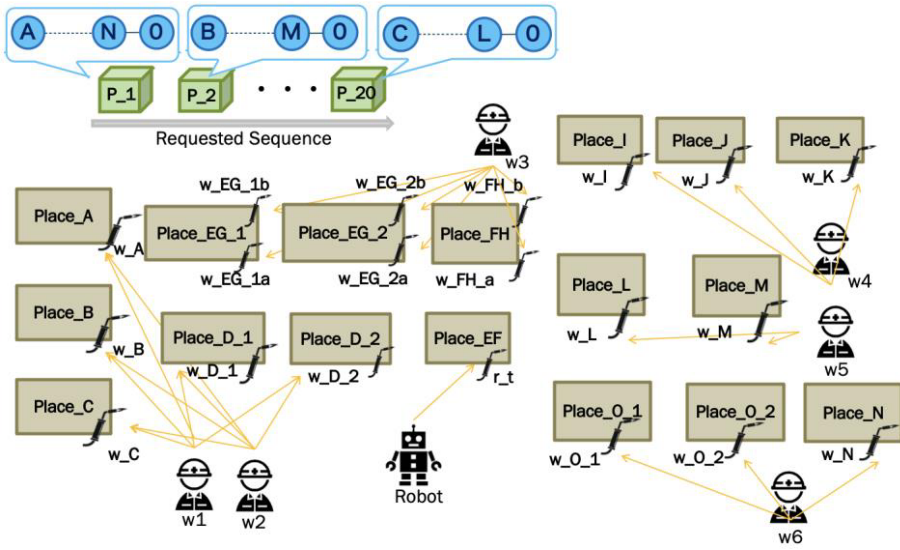 A N 0
B M 0
C L 0
P_1 P_2 . . . P_20
Requested Sequence
w3
Place_I Place_J Place_K
w_I w_J w_K
w_EG_1b w_EG_2b w_FH_b
Place_A Place_EG_1 Place_EG_2 Place_FH
w_A w_EG_1a w_EG_2a w_FH_a
w4
Place_L Place_M
w_L w_M
w5
Place_B Place_D_1 Place_D_2 Place_EF
w_B w_D_1 w_D_2 r_t
Place_C
w_C
w1 w2
Robot
Place_O_1 Place_O_2 Place_N
w_O_1 w_O_2 w_N
w6